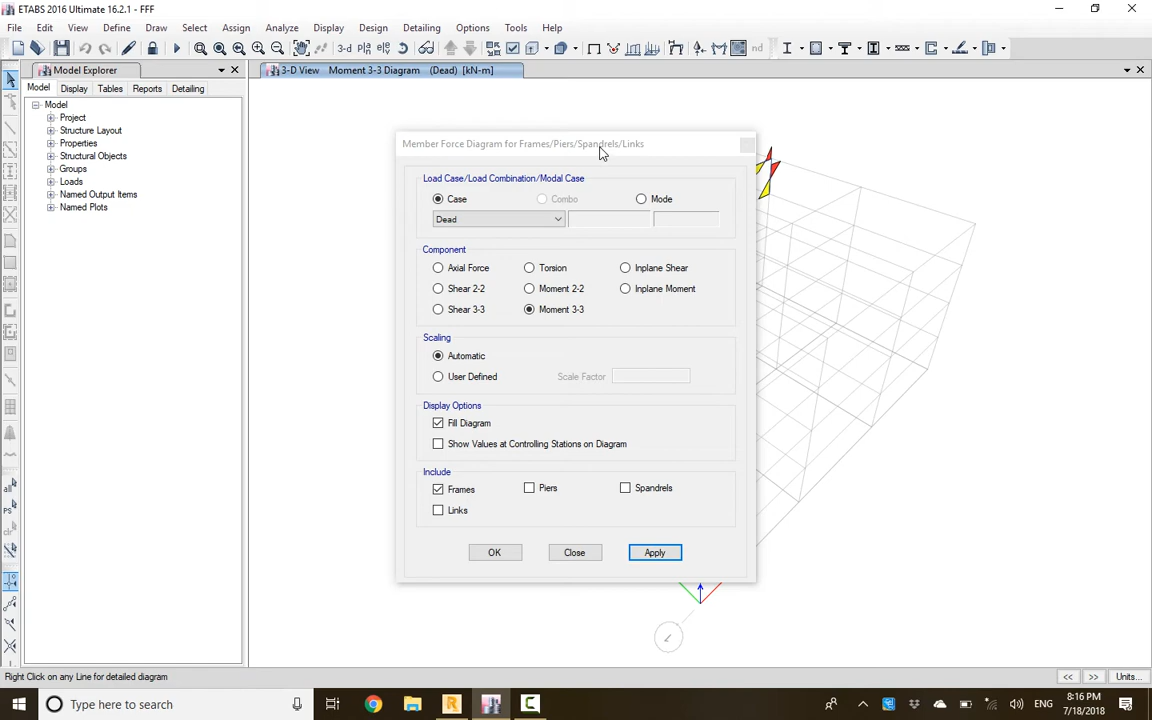 ETABS 2016 Ultimate 16.2.1 - FFF
File Edit View Define Draw Select Assign Analyze Display Design Detailing Options Tools Help
3-d nd
Model Explorer
3-D View Moment 3-3 Diagram (Dead) [kN-m]
Model Display Tables Reports Detailing
Model
Project
Structure Layout
Properties
Structural Objects
Groups
Loads
Named Output Items
Named Plots
Member Force Diagram for Frames/Piers/Spandrels/Links
Load Case/Load Combination/Modal Case
Case Combo Mode
Dead
Component
Axial Force Torsion Inplane Shear
Shear 2-2 Moment 2-2 Inplane Moment
Shear 3-3 Moment 3-3
Scaling
Automatic
User Defined Scale Factor
Display Options
Fill Diagram
Show Values at Controlling Stations on Diagram
Include
Frames Piers Spandrels
Links
OK Close Apply
all
PS
clr
Right Click on any Line for detailed diagram << >> Units...
Type here to search
ENG
8:16 PM
7/18/2018